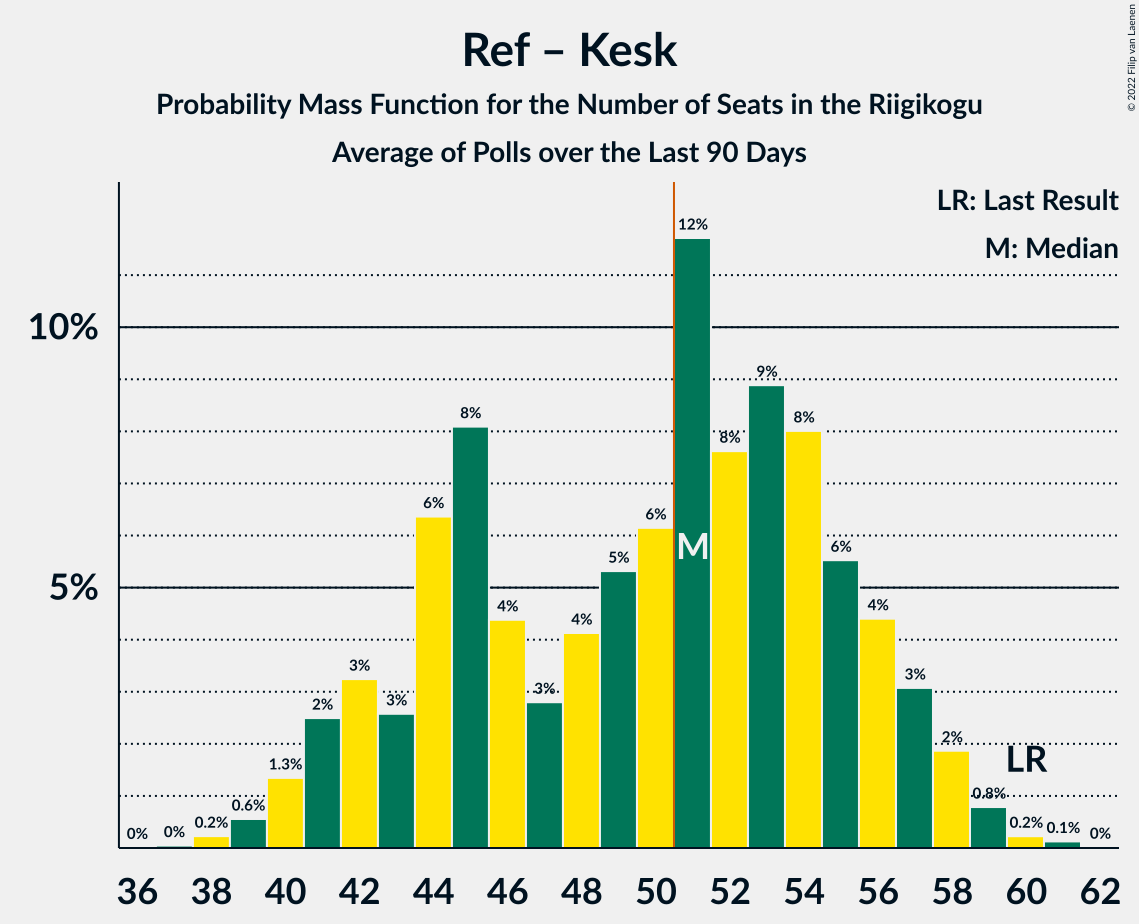 Ref – Kesk
Probability Mass Function for the Number of Seats in the Riigikogu
Average of Polls over the Last 90 Days
© 2022 Filip van Laenen
LR: Last Result
M: Median
10%
5%
0% 0% 0.2% 0.6% 1.3% 2% 3% 3% 6% 8% 4% 3% 4% 5% 6% 12% 8% 9% 8% 6% 4% 3% 2% 0.8% 0.2% 0.1% 0%
M
LR
36 38 40 42 44 46 48 50 52 54 56 58 60 62